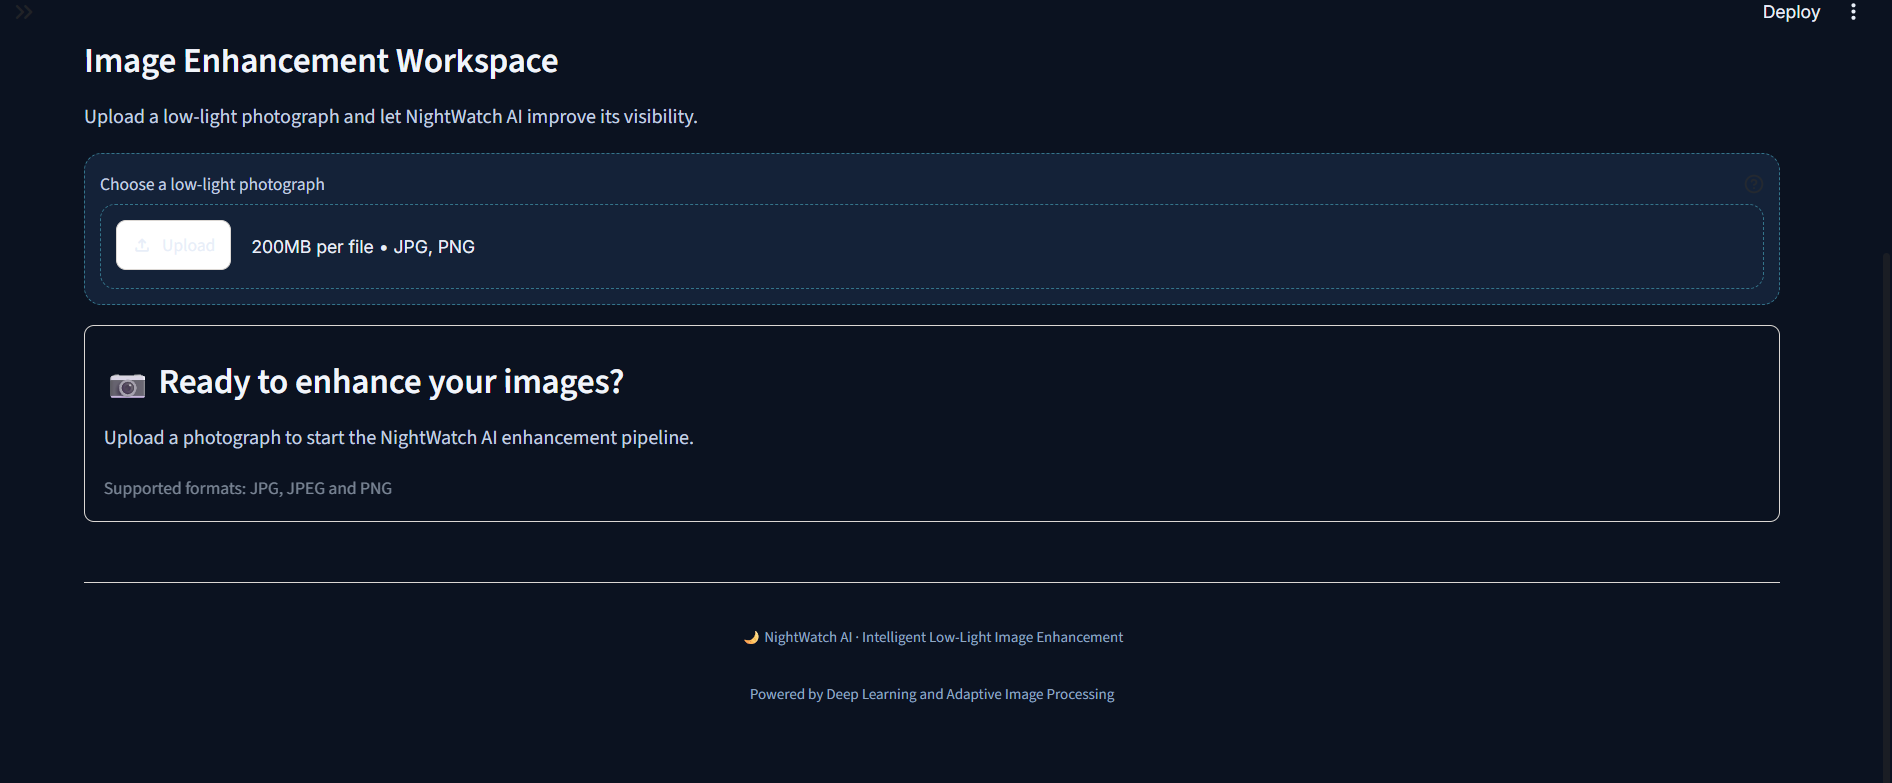 Deploy
Image Enhancement Workspace
Upload a low-light photograph and let NightWatch AI improve its visibility.
Choose a low-light photograph
Upload
200MB per file • JPG, PNG
Ready to enhance your images?
Upload a photograph to start the NightWatch AI enhancement pipeline.
Supported formats: JPG, JPEG and PNG
NightWatch AI · Intelligent Low-Light Image Enhancement
Powered by Deep Learning and Adaptive Image Processing